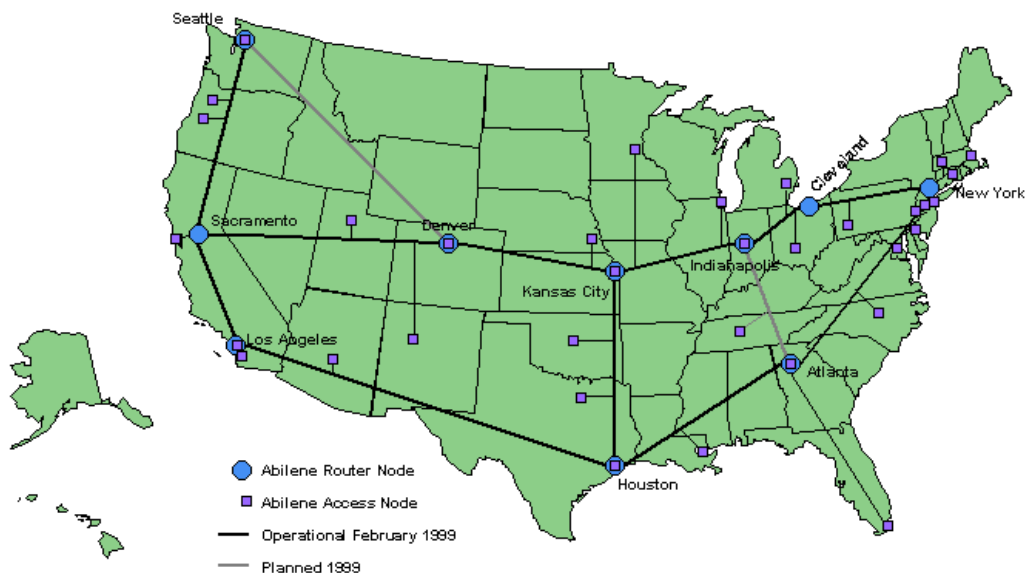 Seattle
Cleveland
New York
Sacramento
Denver
Indianapolis
Kansas City
Los Angeles
Atlanta
Houston
Abilene Router Node
Abilene Access Node
Operational February 1999
Planned 1999